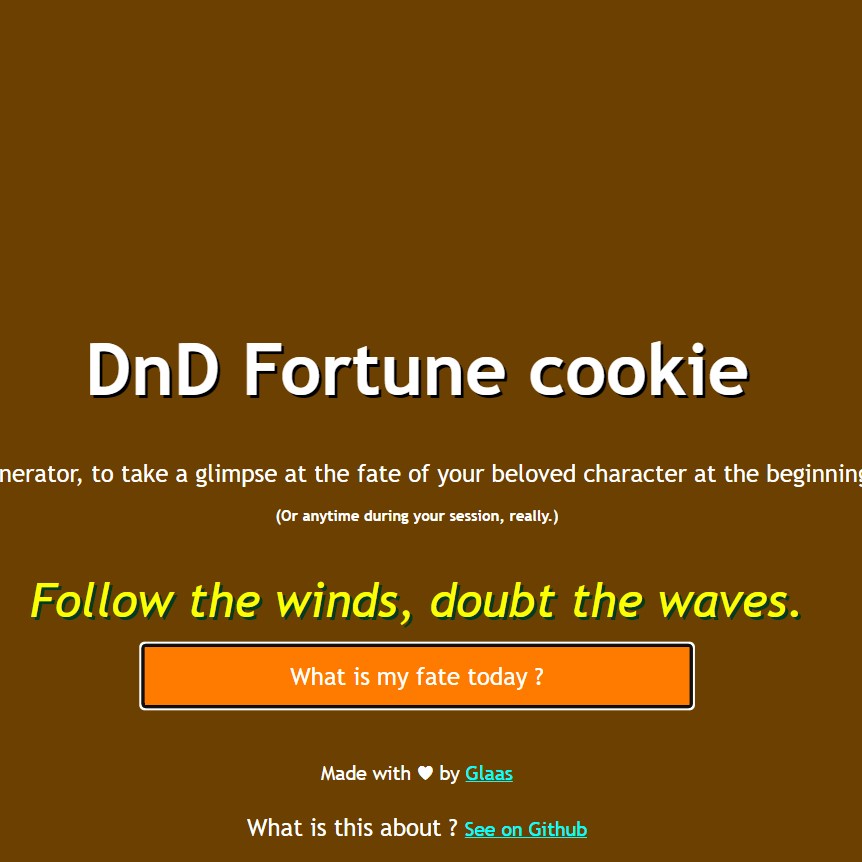 DnD Fortune cookie
nerator, to take a glimpse at the fate of your beloved character at the beginning
(Or anytime during your session, really.)
Follow the winds, doubt the waves.
What is my fate today ?
Made with ♥ by Glaas
What is this about ? See on Github